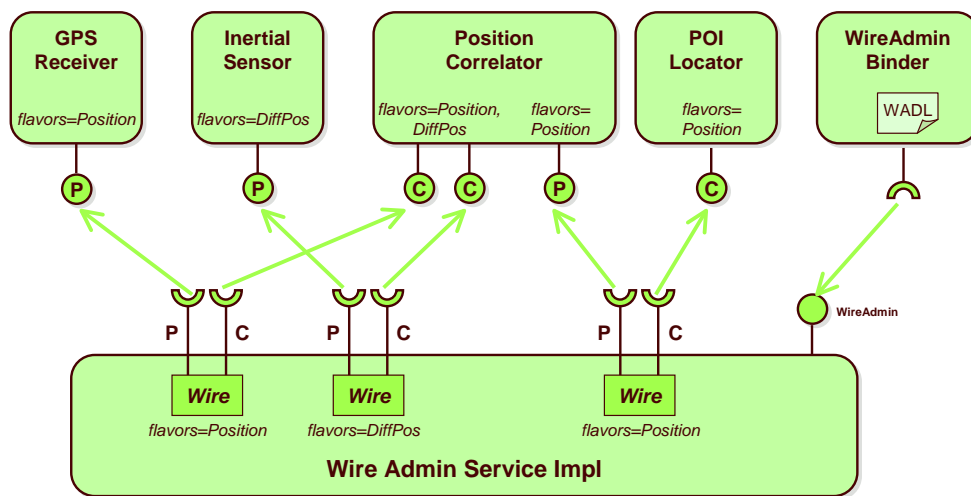 GPS
Receiver
flavors=Position
Inertial
Sensor
flavors=DiffPos
Position
Correlator
flavors=Position,
DiffPos
flavors=
Position
POI
Locator
flavors=
Position
WireAdmin
Binder
WADL
P
P
C
C
P
C
WireAdmin
P
C
P
C
P
C
Wire
flavors=Position
Wire
flavors=DiffPos
Wire
flavors=Position
Wire Admin Service Impl